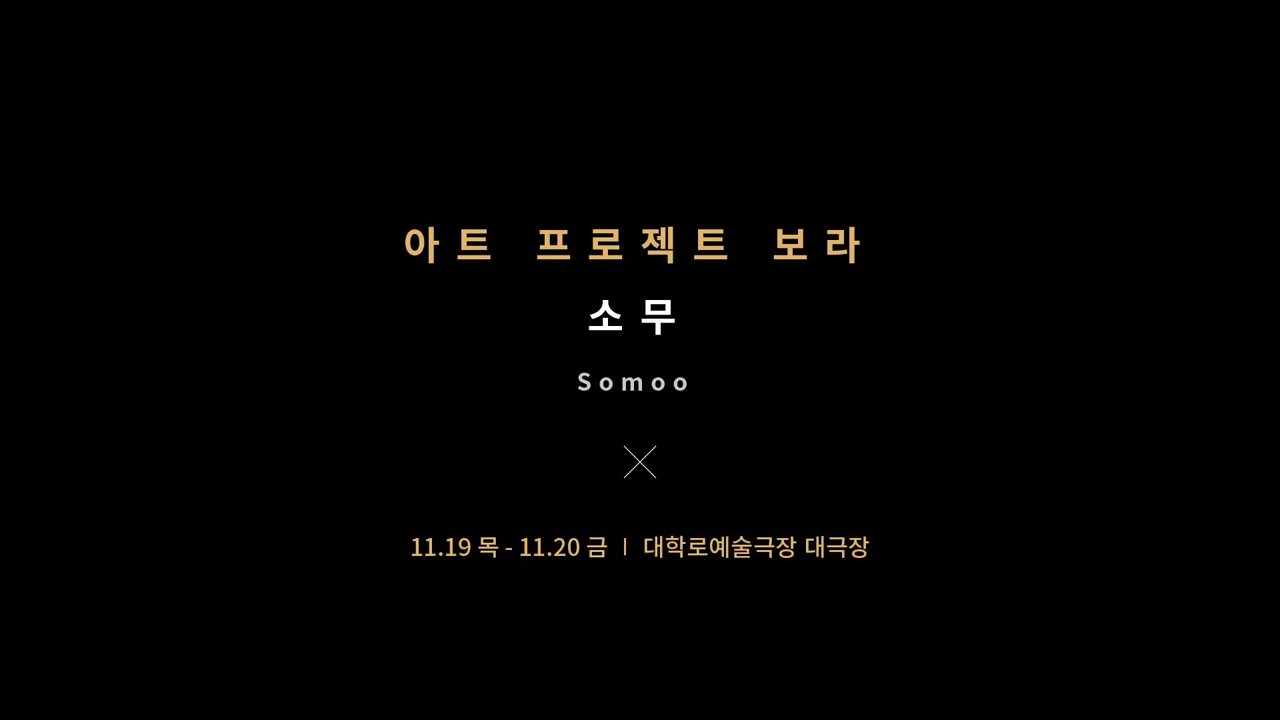 아트 프로젝트 보라
소무
Somoo
11.19 목 - 11.20 금 | 대학로예술극장 대극장